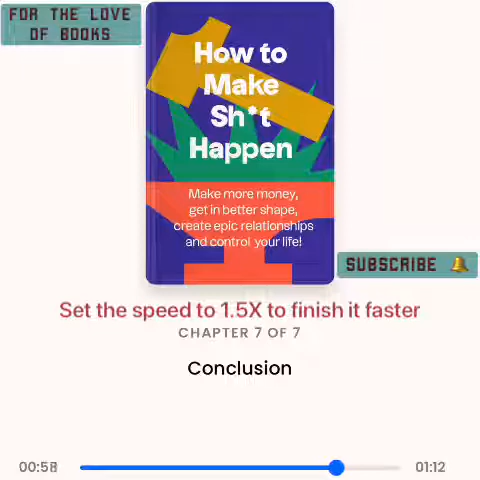 FOR THE LOVE
OF BOOKS
How to
Make
Sh*t
Happen
Make more money,
get in better shape,
create epic relationships
and control your life!
SUBSCRIBE
Set the speed to 1.5X to finish it faster
CHAPTER 7 OF 7
Conclusion
00:58
01:12